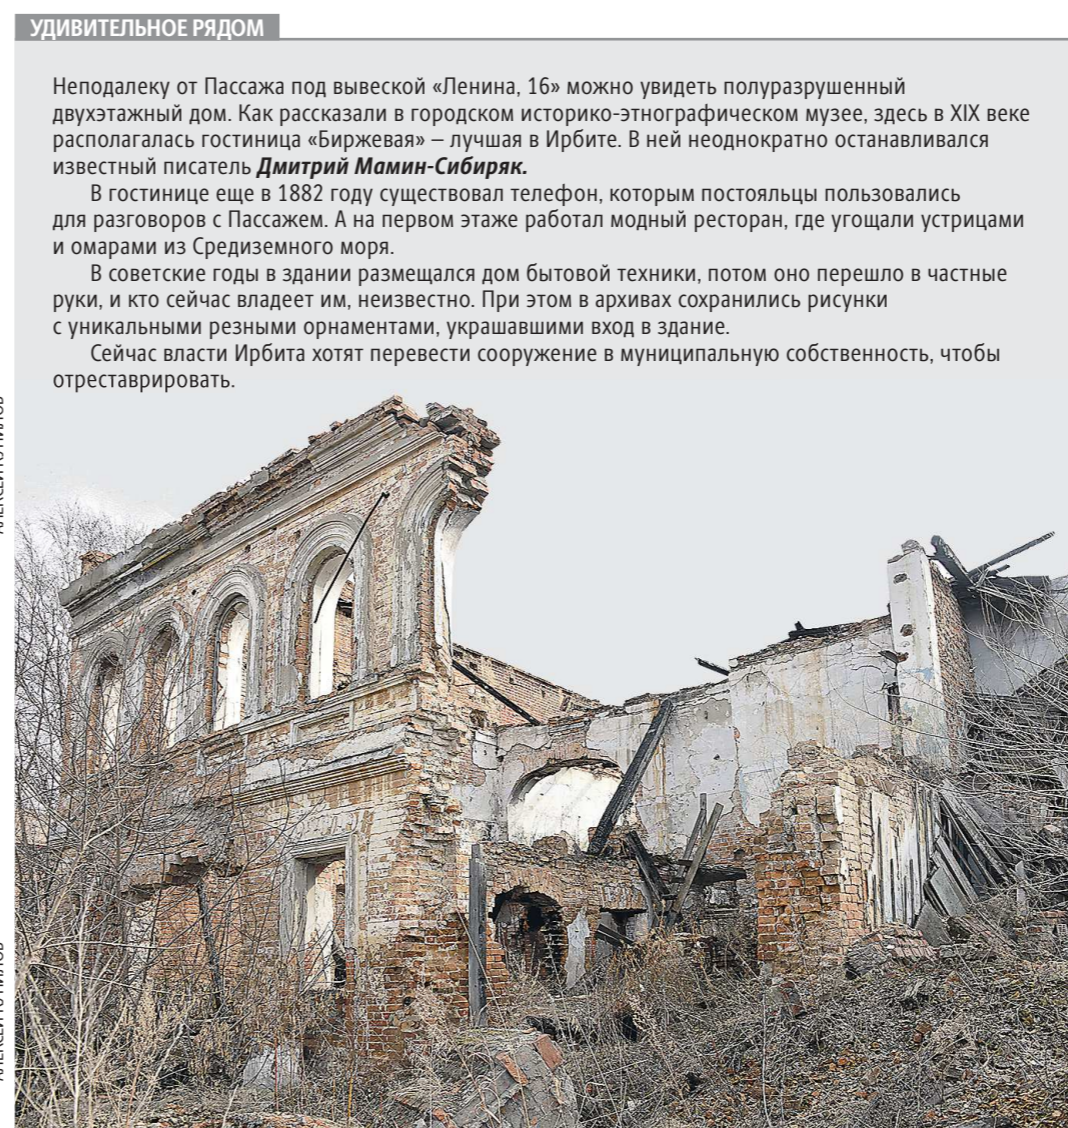 УДИВИТЕЛЬНОЕ РЯДОМ
Неподалеку от Пассажа под вывеской «Ленина, 16» можно увидеть полуразрушенный
двухэтажный дом. Как рассказали в городском историко-этнографическом музее, здесь в XIX веке
располагалась гостиница «Биржевая» – лучшая в Ирбите. В ней неоднократно останавливался
известный писатель Дмитрий Мамин-Сибиряк.
В гостинице еще в 1882 году существовал телефон, которым постояльцы пользовались
для разговоров с Пассажем. А на первом этаже работал модный ресторан, где угощали устрицами
и омарами из Средиземного моря.
В советские годы в здании размещался дом бытовой техники, потом оно перешло в частные
руки, и кто сейчас владеет им, неизвестно. При этом в архивах сохранились рисунки
с уникальными резными орнаментами, украшавшими вход в здание.
Сейчас власти Ирбита хотят перевести сооружение в муниципальную собственность, чтобы
отреставрировать.